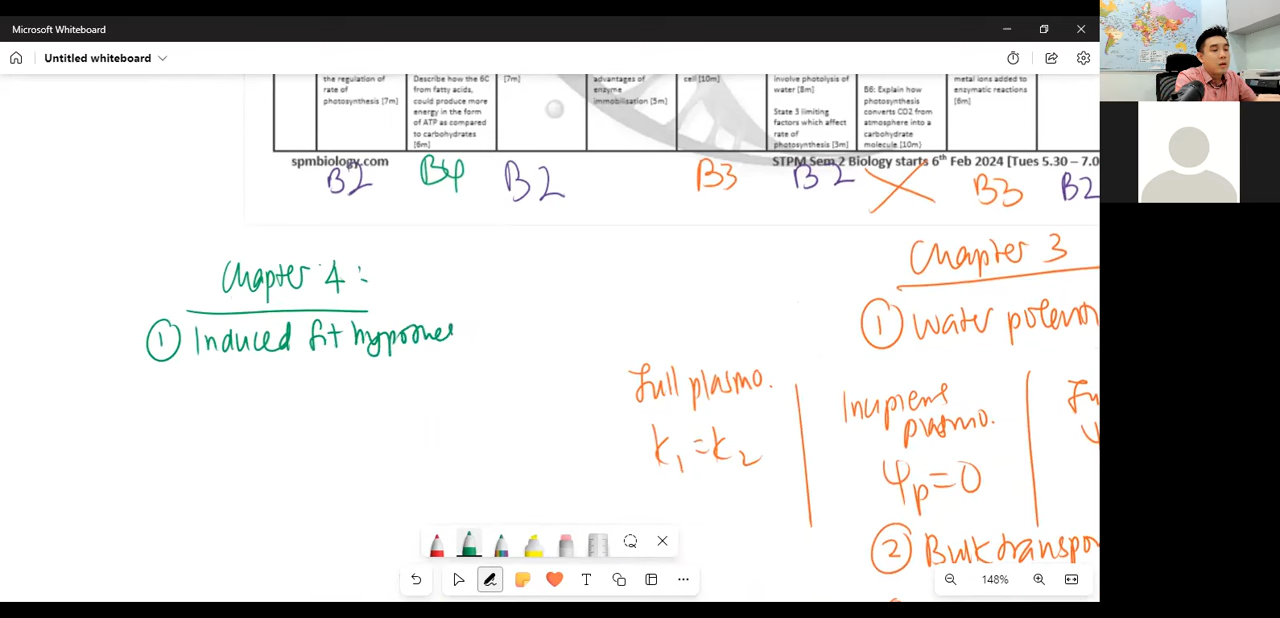 Microsoft Whiteboard
Untitled whiteboard
the regulation of
rate of
photosynthesis [7m]
Describe how the 6C
from fatty acids,
could produce more
energy in the form
of ATP as compared
to carbohydrates
[6m]
[7m]
advantages of
enzyme
immobilisation [5m]
cell [10m]
involve photolysis of
water [8m]
State 3 limiting
factors which affect
rate of
photosynthesis [3m]
B6: Explain how
photosynthesis
converts CO2 from
atmosphere into a
carbohydrate
molecule. [10m]
metal ions added to
enzymatic reactions
[6m]
spmbiology.com
STPM Sem 2 Biology starts 6th Feb 2024 [Tues 5.30 – 7.0
B2
B4
B2
B3
B2
B3
B2
Chapter 4 :
① Induced fit
Chapter 3
① Water
Full plasmo.
K1 = K2
plasmo.
Ψp = 0
② Bulk
148%